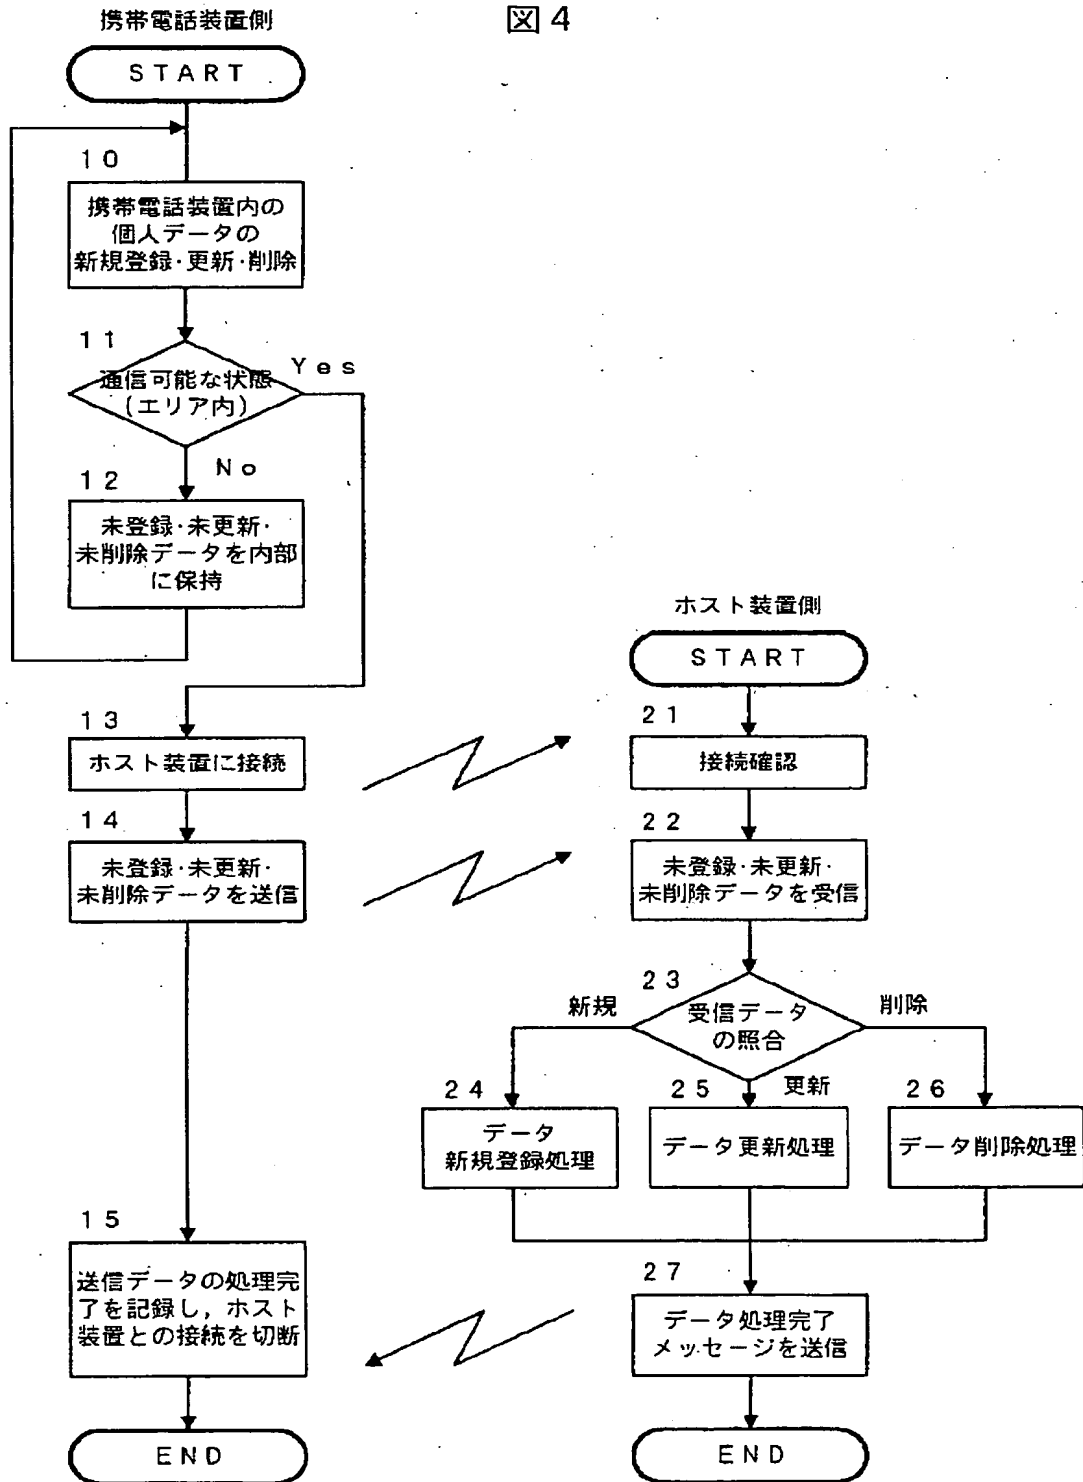 図4
携帯電話装置側
START
10
携帯電話装置内の
個人データの
新規登録・更新・削除
11
通信可能な状態
(エリア内)
Yes
No
12
未登録・未更新・
未削除データを内部
に保持
13
ホスト装置に接続
14
未登録・未更新・
未削除データを送信
15
送信データの処理完
了を記録し,ホスト
装置との接続を切断
END
ホスト装置側
START
21
接続確認
22
未登録・未更新・
未削除データを受信
23
受信データ
の照合
新規
削除
更新
24
データ
新規登録処理
25
データ更新処理
26
データ削除処理
27
データ処理完了
メッセージを送信
END